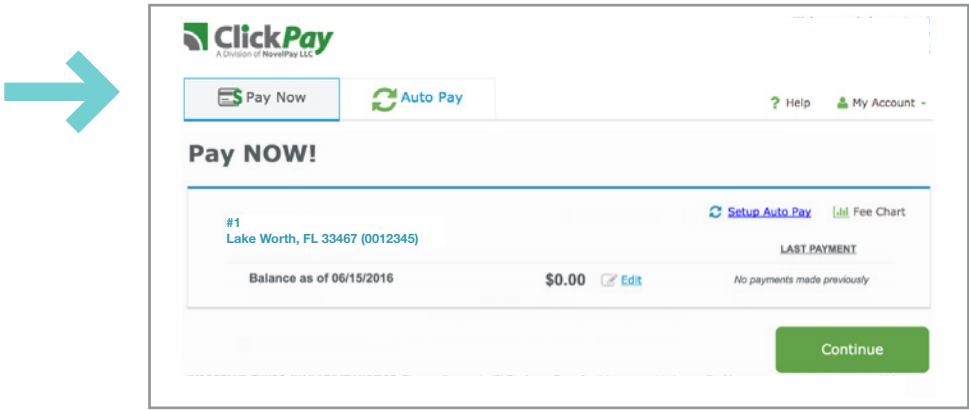 ClickPay
A Division of NovelPay LLC
Pay Now
Auto Pay
? Help
My Account
Pay NOW!
Setup Auto Pay
Fee Chart
#1
Lake Worth, FL 33467 (0012345)
LAST PAYMENT
Balance as of 06/15/2016
$0.00
Edit
No payments made previously
Continue